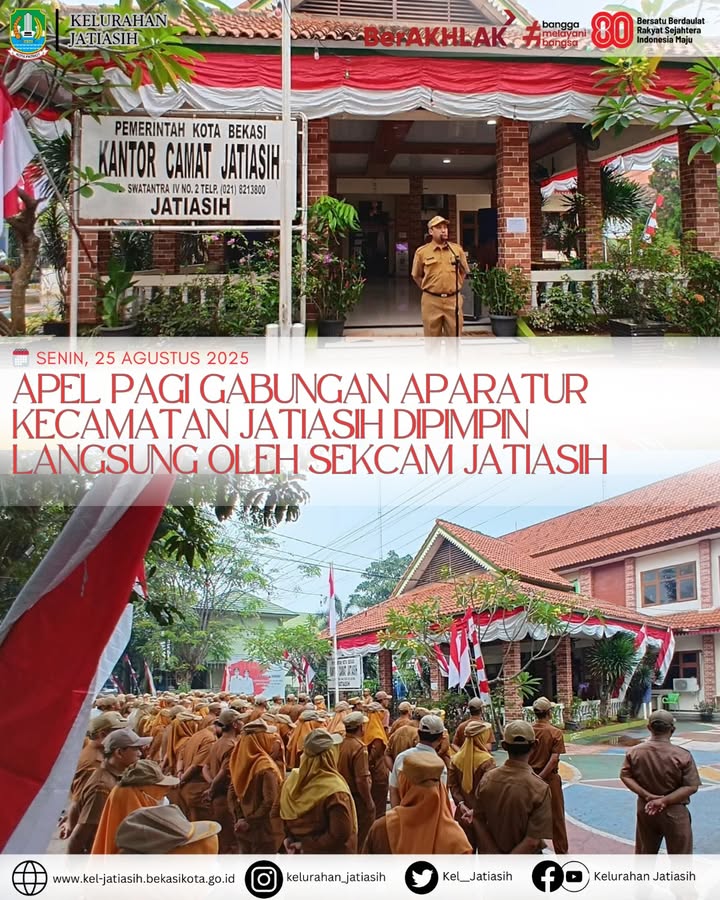 KELURAHAN
JATIASIH
BerAKHLAK
#bangga
melayani
bangsa
80
Bersatu Berdaulat
Rakyat Sejahtera
Indonesia Maju
PEMERINTAH KOTA BEKASI
KANTOR CAMAT JATIASIH
SWATANTRA IV NO. 2 TELP. (021) 8213800
JATIASIH
SENIN, 25 AGUSTUS 2025
APEL PAGI GABUNGAN APARATUR
KECAMATAN JATIASIH DIPIMPIN
LANGSUNG OLEH SEKCAM JATIASIH
www.kel-jatiasih.bekasikota.go.id
kelurahan_jatiasih
Kel__Jatiasih
Kelurahan Jatiasih